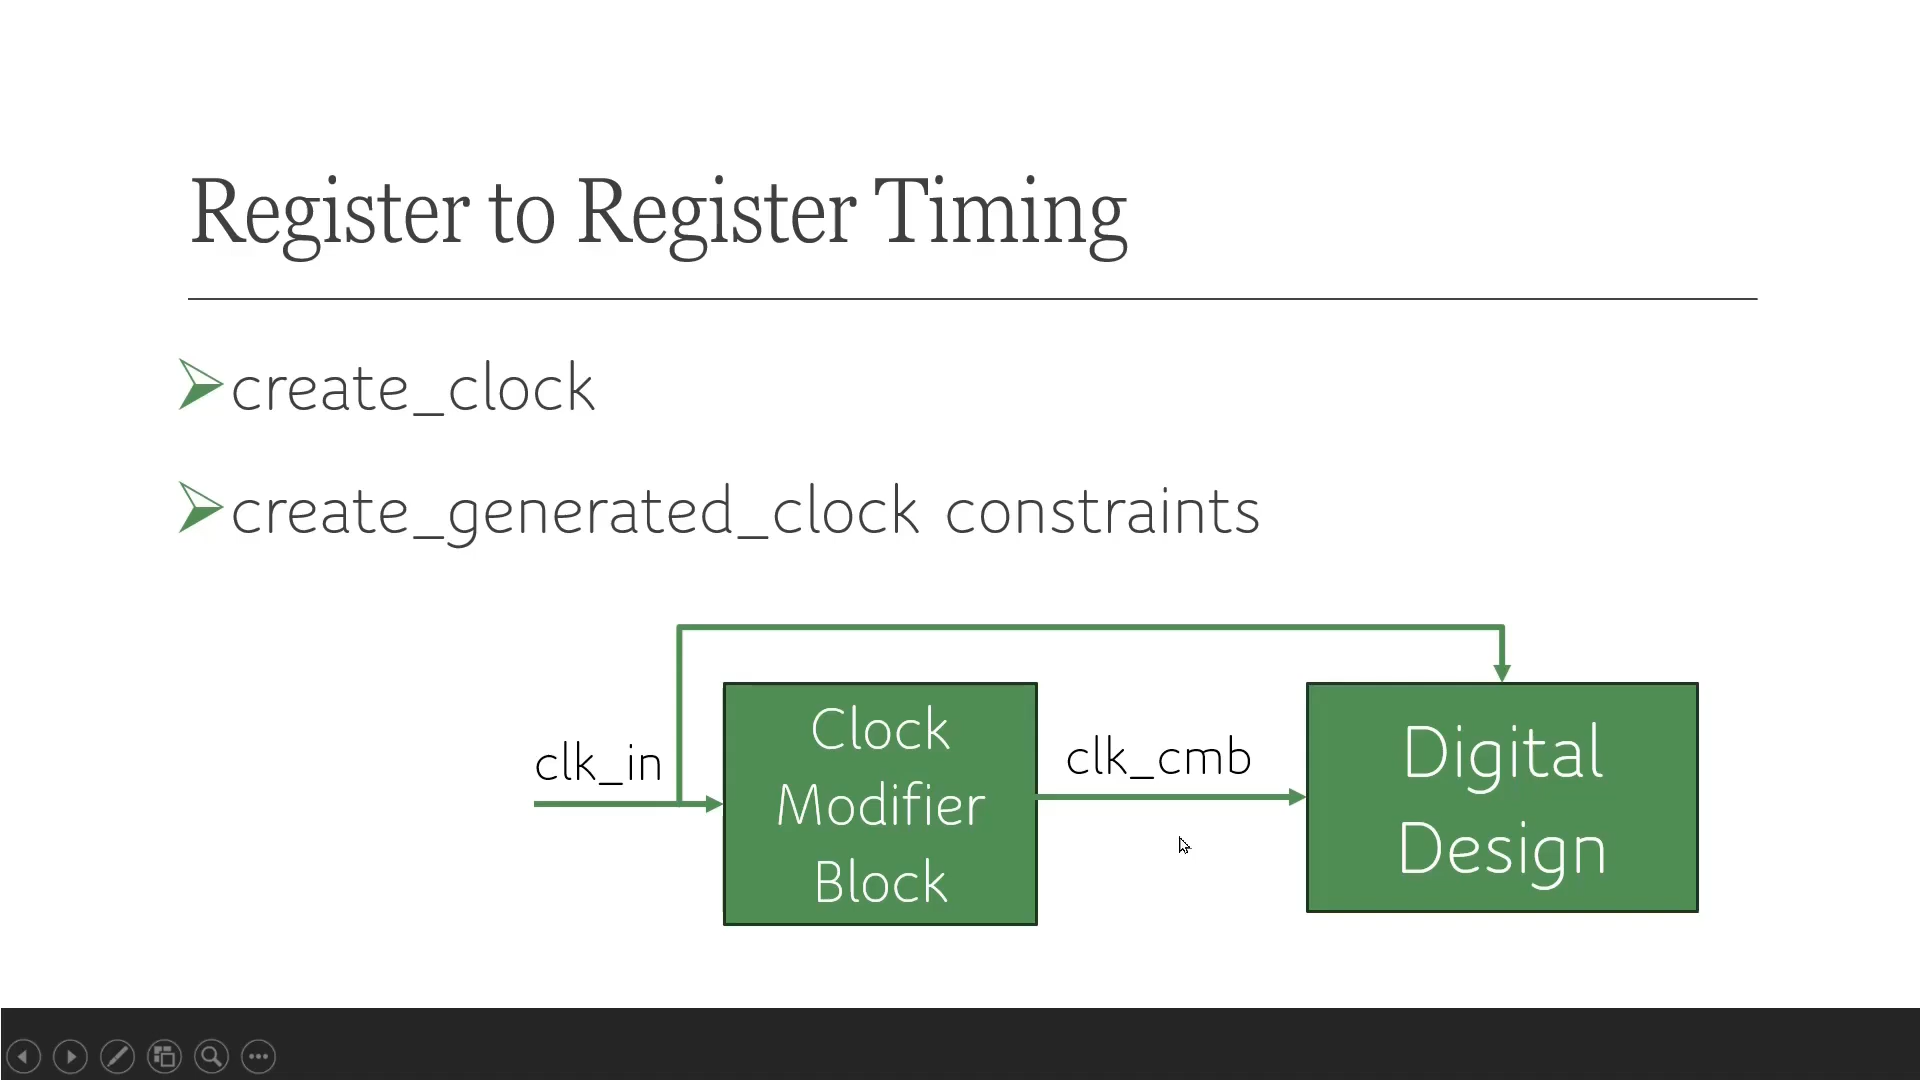 Register to Register Timing
create_clock
create_generated_clock constraints
clk_in
Clock
Modifier
Block
clk_cmb
Digital
Design